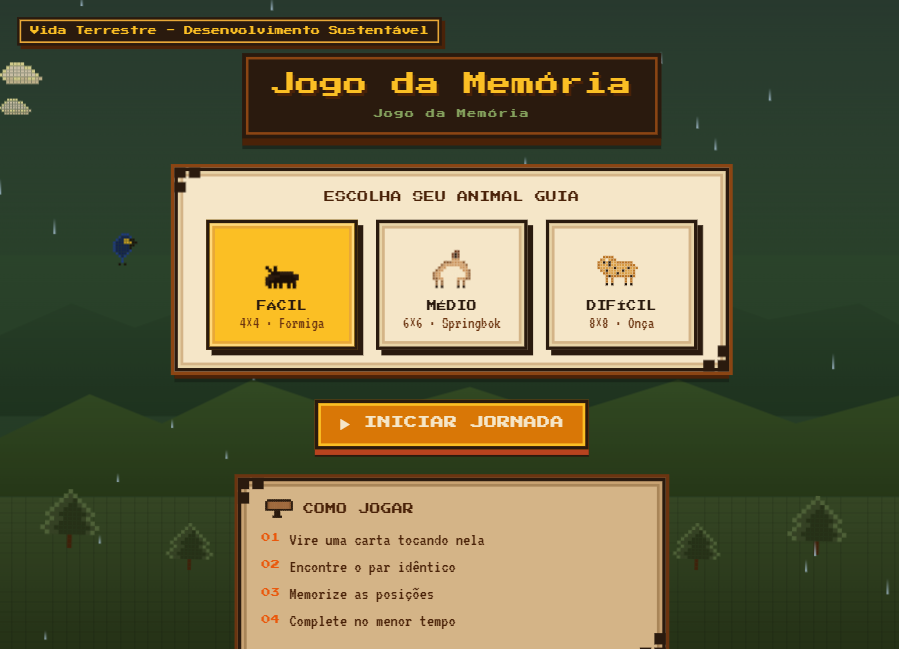 Vida Terrestre – Desenvolvimento Sustentável
Jogo da Memória
Jogo da Memória
ESCOLHA SEU ANIMAL GUIA
FÁCIL
4X4 · Formiga
MÉDIO
6X6 · Springbok
DIFÍCIL
8X8 · Onça
▶ INICIAR JORNADA
COMO JOGAR
01 Vire uma carta tocando nela
02 Encontre o par idêntico
03 Memorize as posições
04 Complete no menor tempo